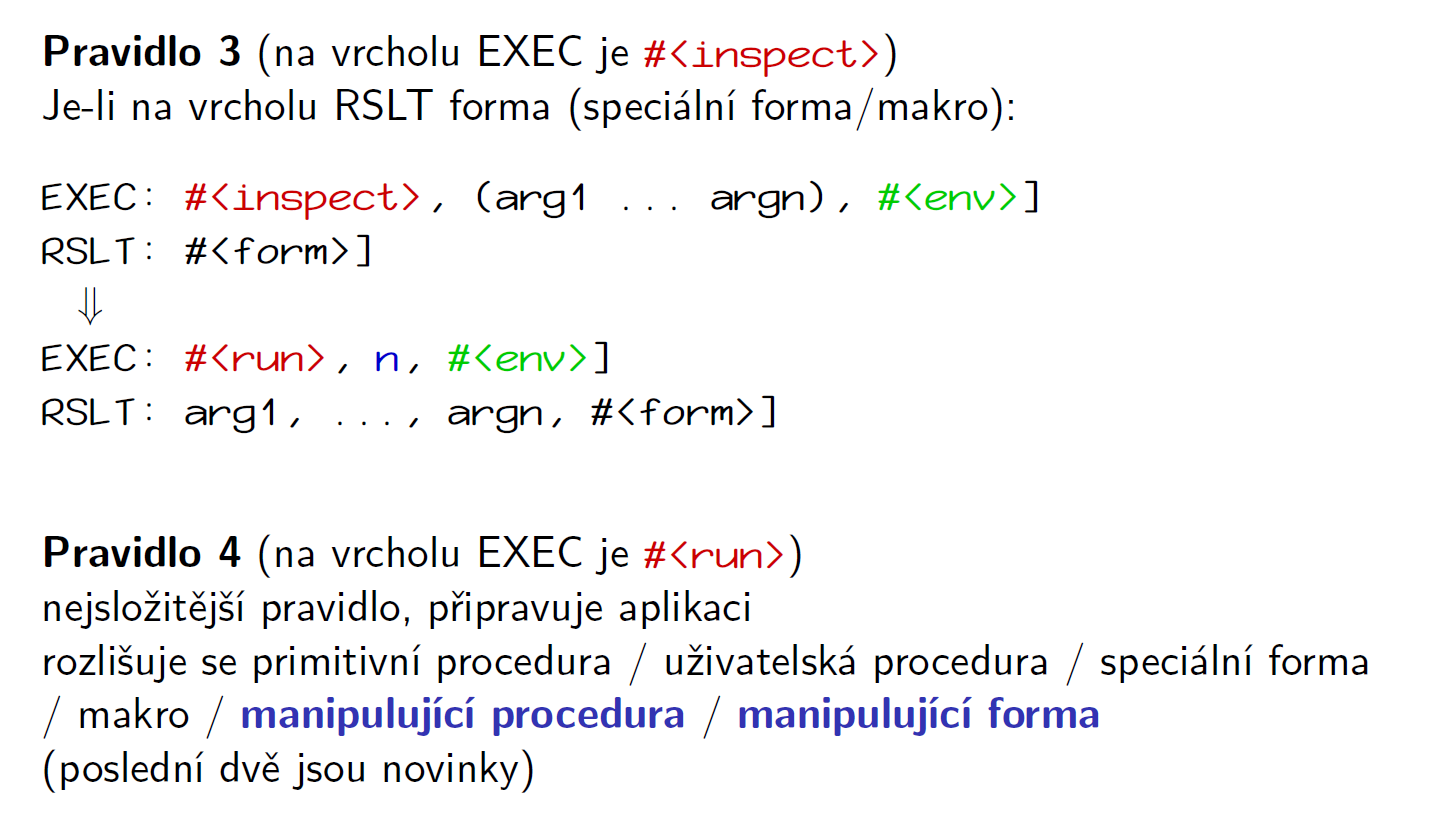 Pravidlo 3 (na vrcholu EXEC je #<inspect>)
Je-li na vrcholu RSLT forma (speciální forma/makro):
EXEC: #<inspect>, (arg1 ... argn), #<env>]
RSLT: #<form>]
⇓
EXEC: #<run>, n, #<env>]
RSLT: arg1, ..., argn, #<form>]
Pravidlo 4 (na vrcholu EXEC je #<run>)
nejsložitější pravidlo, připravuje aplikaci
rozlišuje se primitivní procedura / uživatelská procedura / speciální forma
/ makro / manipulující procedura / manipulující forma
(poslední dvě jsou novinky)